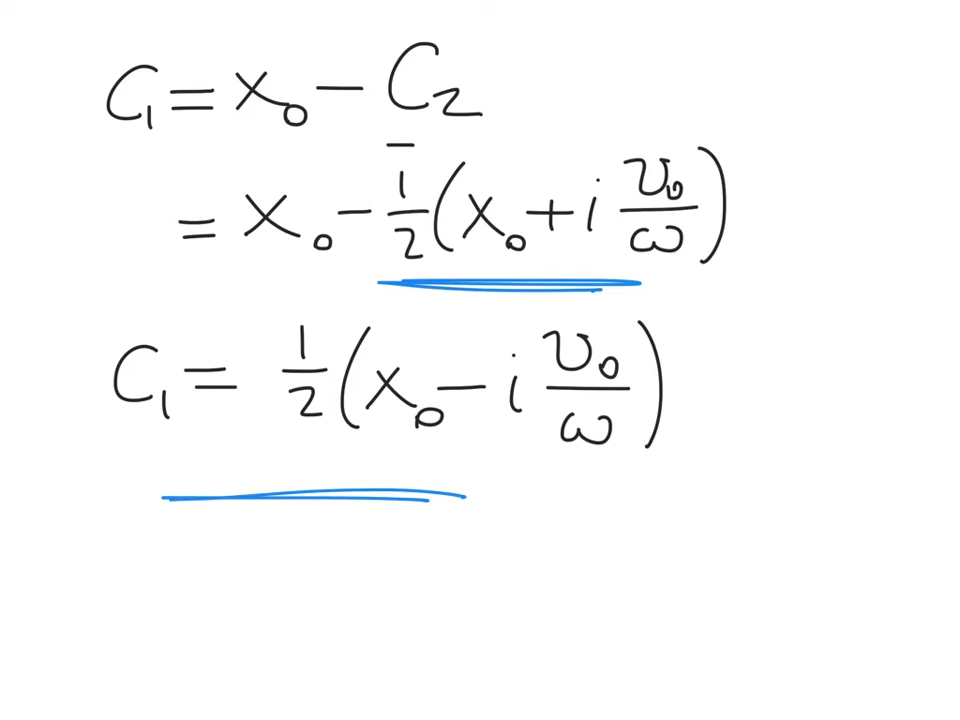 C₁ = x₀ − C₂
= x₀ − 1/2 (x₀ + i v₀/ω)
C₁ = 1/2 (x₀ − i v₀/ω)